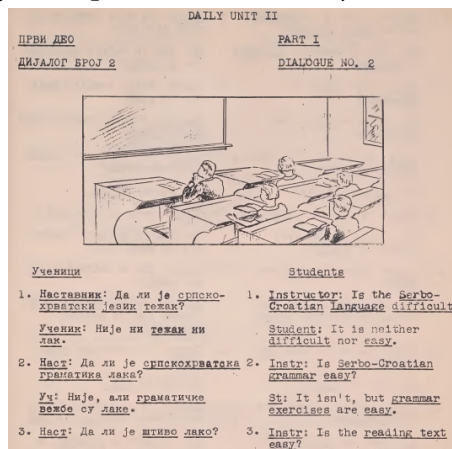 DAILY UNIT II
ПРВИ ДЕО
ДИЈАЛОГ БРОЈ 2
PART I
DIALOGUE NO. 2
Ученици
1. Наставник: Да ли је српско-
хрватски језик тежак?
Ученик: Није ни тежак ни
лак.
2. Наст: Да ли је српскохрватска
граматика лака?
Уч: Није, али граматичке
вежбе су лаке.
3. Наст: Да ли је штиво лако?
Students
1. Instructor: Is the Serbo-
Croatian Language difficult
Student: It is neither
difficult nor easy.
2. Instr: Is Serbo-Croatian
grammar easy?
St: It isn't, but grammar
exercises are easy.
3. Instr: Is the reading text
easy?